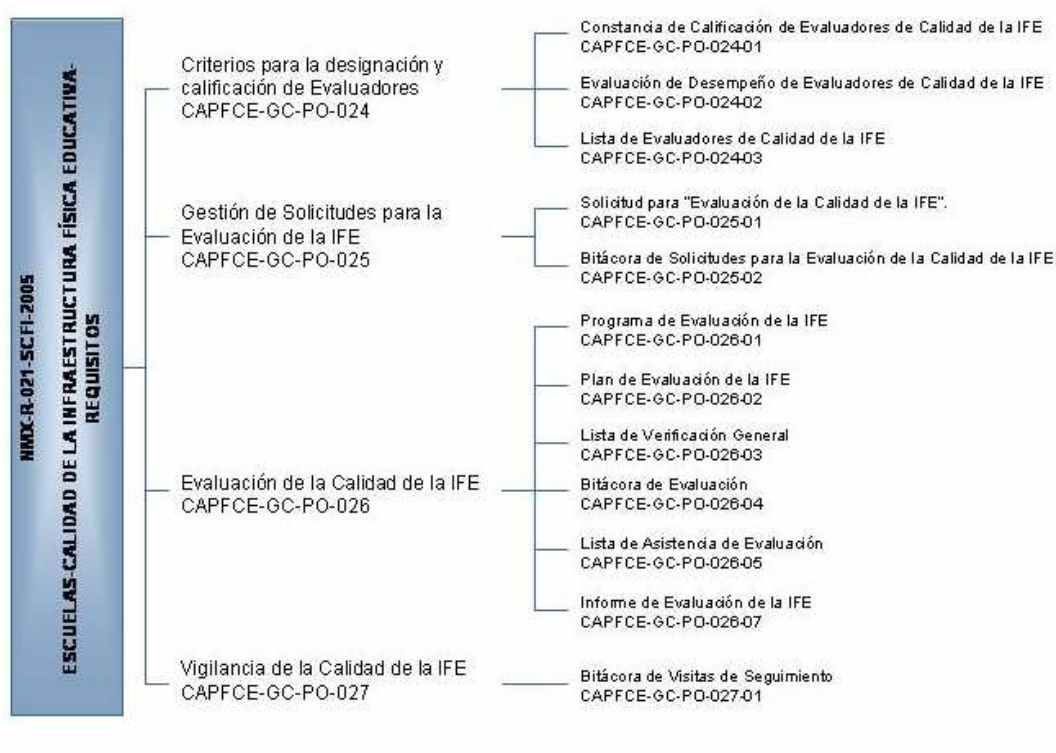 NMX-R-021-SCFI-2005
ESCUELAS-CALIDAD DE LA INFRAESTRUCTURA FÍSICA EDUCATIVA-
REQUISITOS
Criterios para la designación y
calificación de Evaluadores
CAPFCE-GC-PO-024
Constancia de Calificación de Evaluadores de Calidad de la IFE
CAPFCE-GC-PO-024-01
Evaluación de Desempeño de Evaluadores de Calidad de la IFE
CAPFCE-GC-PO-024-02
Lista de Evaluadores de Calidad de la IFE
CAPFCE-GC-PO-024-03
Gestión de Solicitudes para la
Evaluación de la IFE
CAPFCE-GC-PO-025
Solicitud para "Evaluación de la Calidad de la IFE".
CAPFCE-GC-PO-025-01
Bitácora de Solicitudes para la Evaluación de la Calidad de la IFE
CAPFCE-GC-PO-025-02
Evaluación de la Calidad de la IFE
CAPFCE-GC-PO-026
Programa de Evaluación de la IFE
CAPFCE-GC-PO-026-01
Plan de Evaluación de la IFE
CAPFCE-GC-PO-026-02
Lista de Verificación General
CAPFCE-GC-PO-026-03
Bitácora de Evaluación
CAPFCE-GC-PO-026-04
Lista de Asistencia de Evaluación
CAPFCE-GC-PO-026-05
Informe de Evaluación de la IFE
CAPFCE-GC-PO-026-07
Vigilancia de la Calidad de la IFE
CAPFCE-GC-PO-027
Bitácora de Visitas de Seguimiento
CAPFCE-GC-PO-027-01